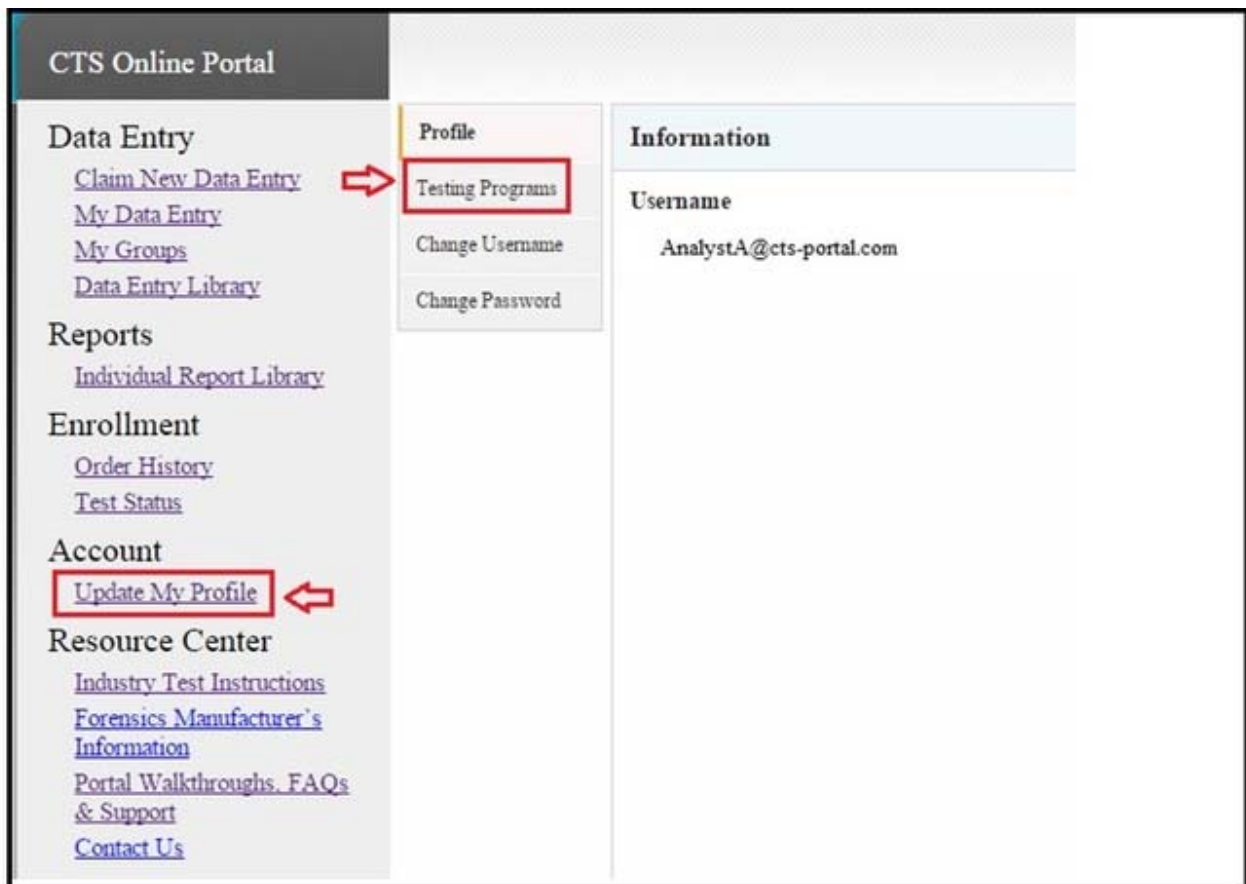 CTS Online Portal
Data Entry
Claim New Data Entry
My Data Entry
My Groups
Data Entry Library
Reports
Individual Report Library
Enrollment
Order History
Test Status
Account
Update My Profile
Resource Center
Industry Test Instructions
Forensics Manufacturer`s
Information
Portal Walkthroughs, FAQs
& Support
Contact Us
Profile
Testing Programs
Change Username
Change Password
Information
Username
AnalystA@cts-portal.com